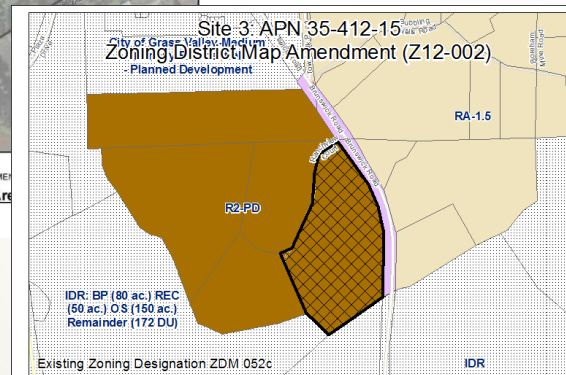 Site 3: APN 35-412-15
Zoning District Map Amendment (Z12-002)
City of Grass Valley Medium
- Planned Development
Brunswick Road
Brunswick Road
RA-1.5
R2-PD
IDR: BP (80 ac.) REC
(50 ac.) OS (150 ac.)
Remainder (172 DU)
Existing Zoning Designation ZDM 052c
IDR